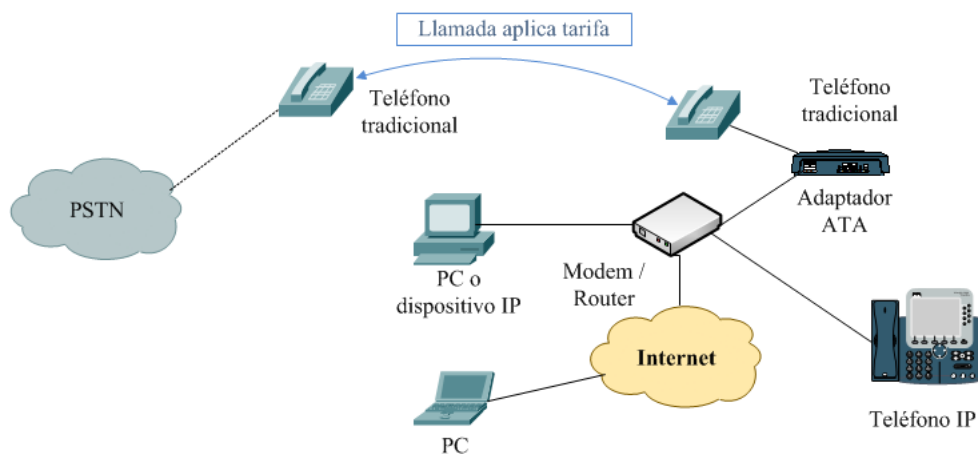 Llamada aplica tarifa
Teléfono
tradicional
Teléfono
tradicional
PSTN
Adaptador
ATA
PC o
dispositivo IP
Modem /
Router
Internet
Teléfono IP
PC